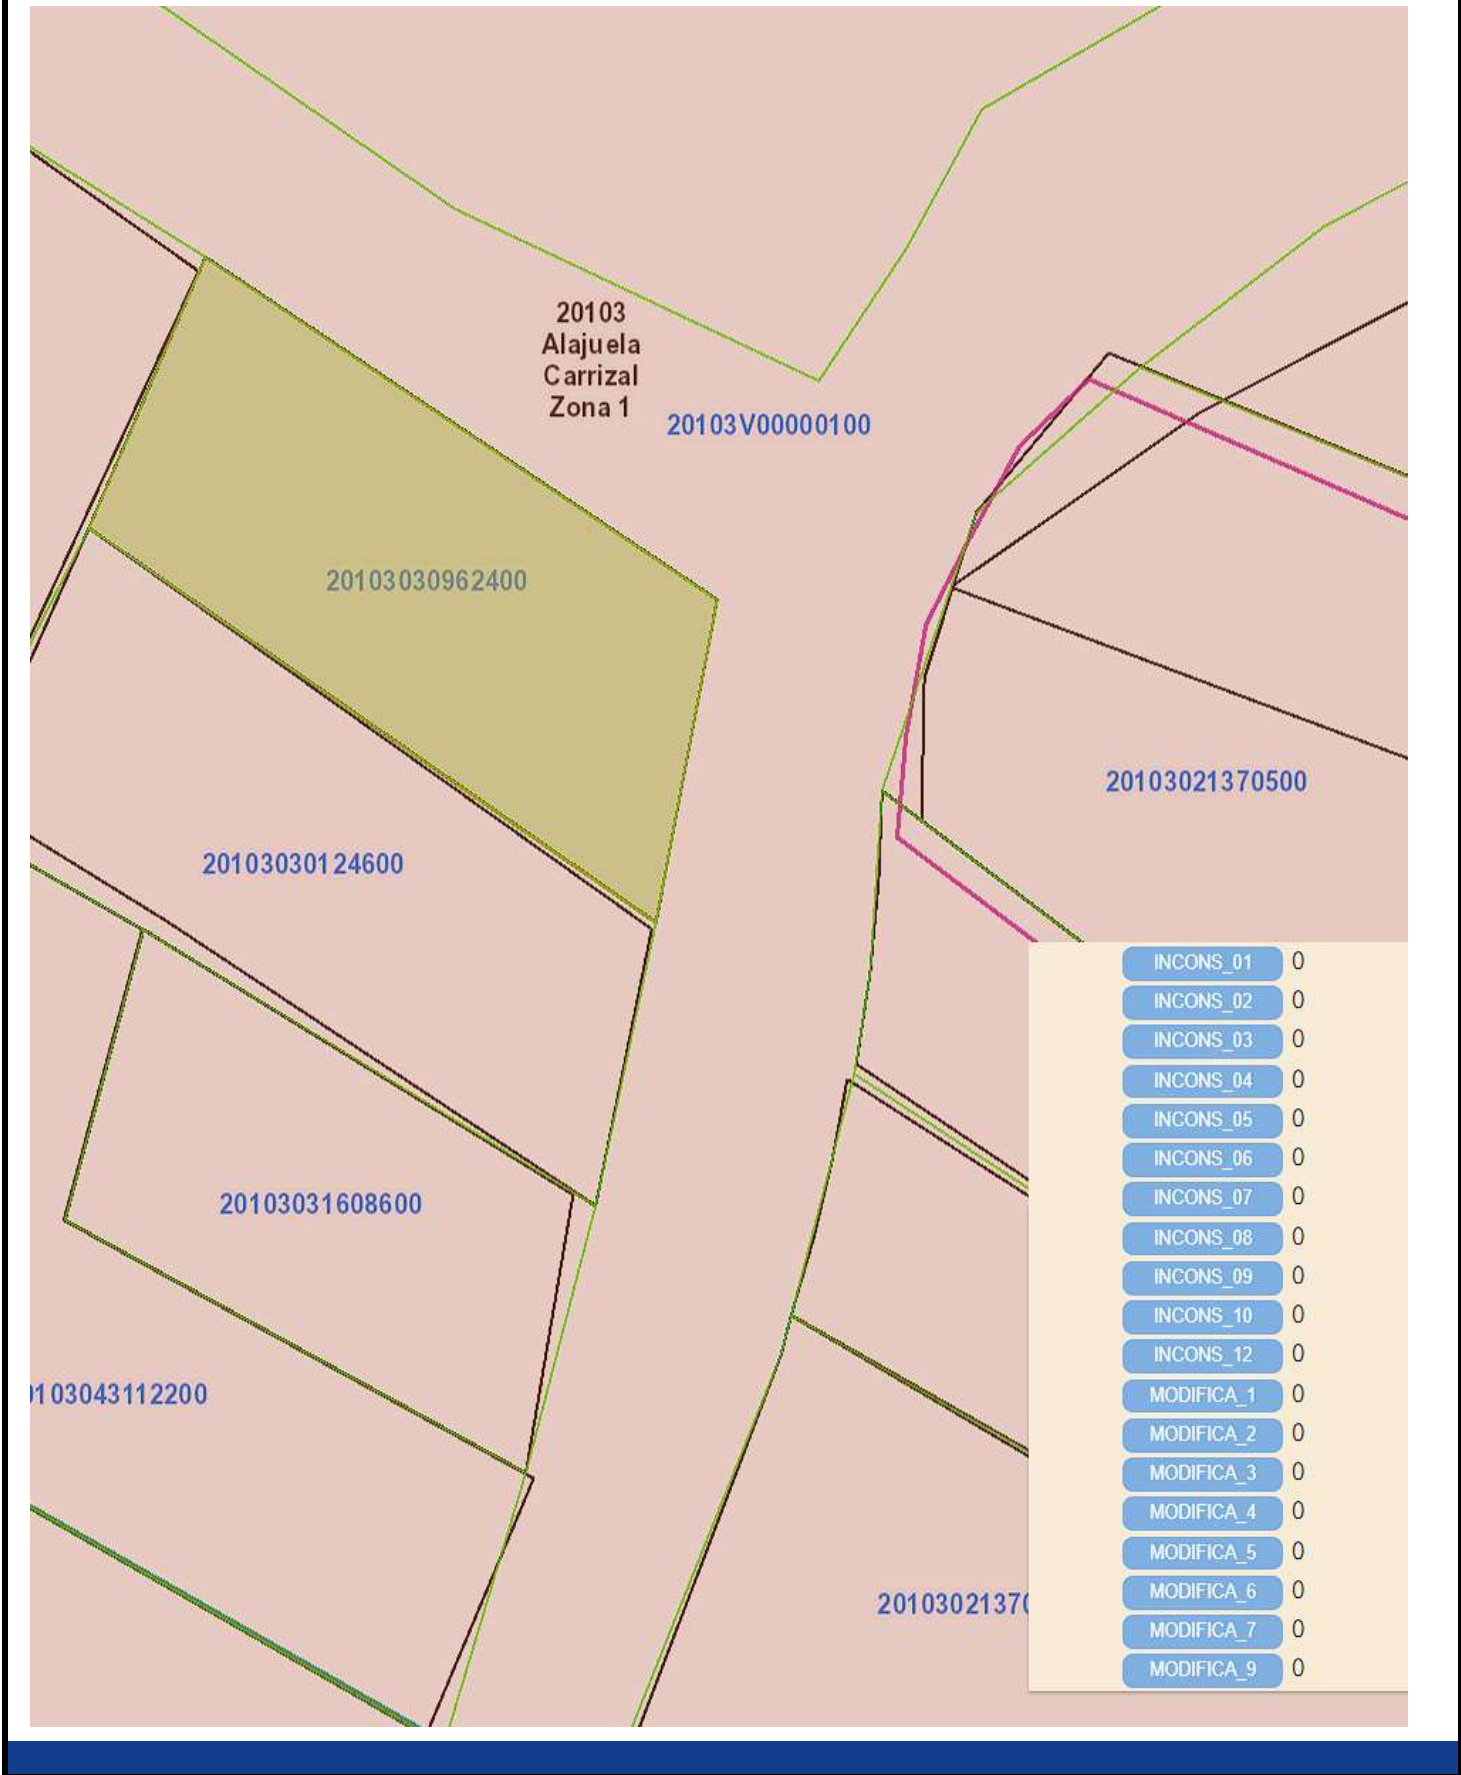 20103
Alajuela
Carrizal
Zona 1
20103V00000100
20103030962400
20103021370500
20103030124600
20103031608600
0103043112200
2010302137
INCONS_01 0
INCONS_02 0
INCONS_03 0
INCONS_04 0
INCONS_05 0
INCONS_06 0
INCONS_07 0
INCONS_08 0
INCONS_09 0
INCONS_10 0
INCONS_12 0
MODIFICA_1 0
MODIFICA_2 0
MODIFICA_3 0
MODIFICA_4 0
MODIFICA_5 0
MODIFICA_6 0
MODIFICA_7 0
MODIFICA_9 0